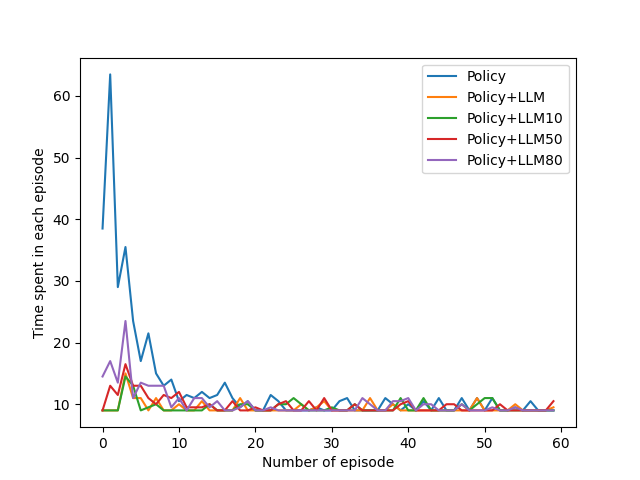 Policy
Policy+LLM
Policy+LLM10
Policy+LLM50
Policy+LLM80
Time spent in each episode
60
50
40
30
20
10
0 10 20 30 40 50 60
Number of episode